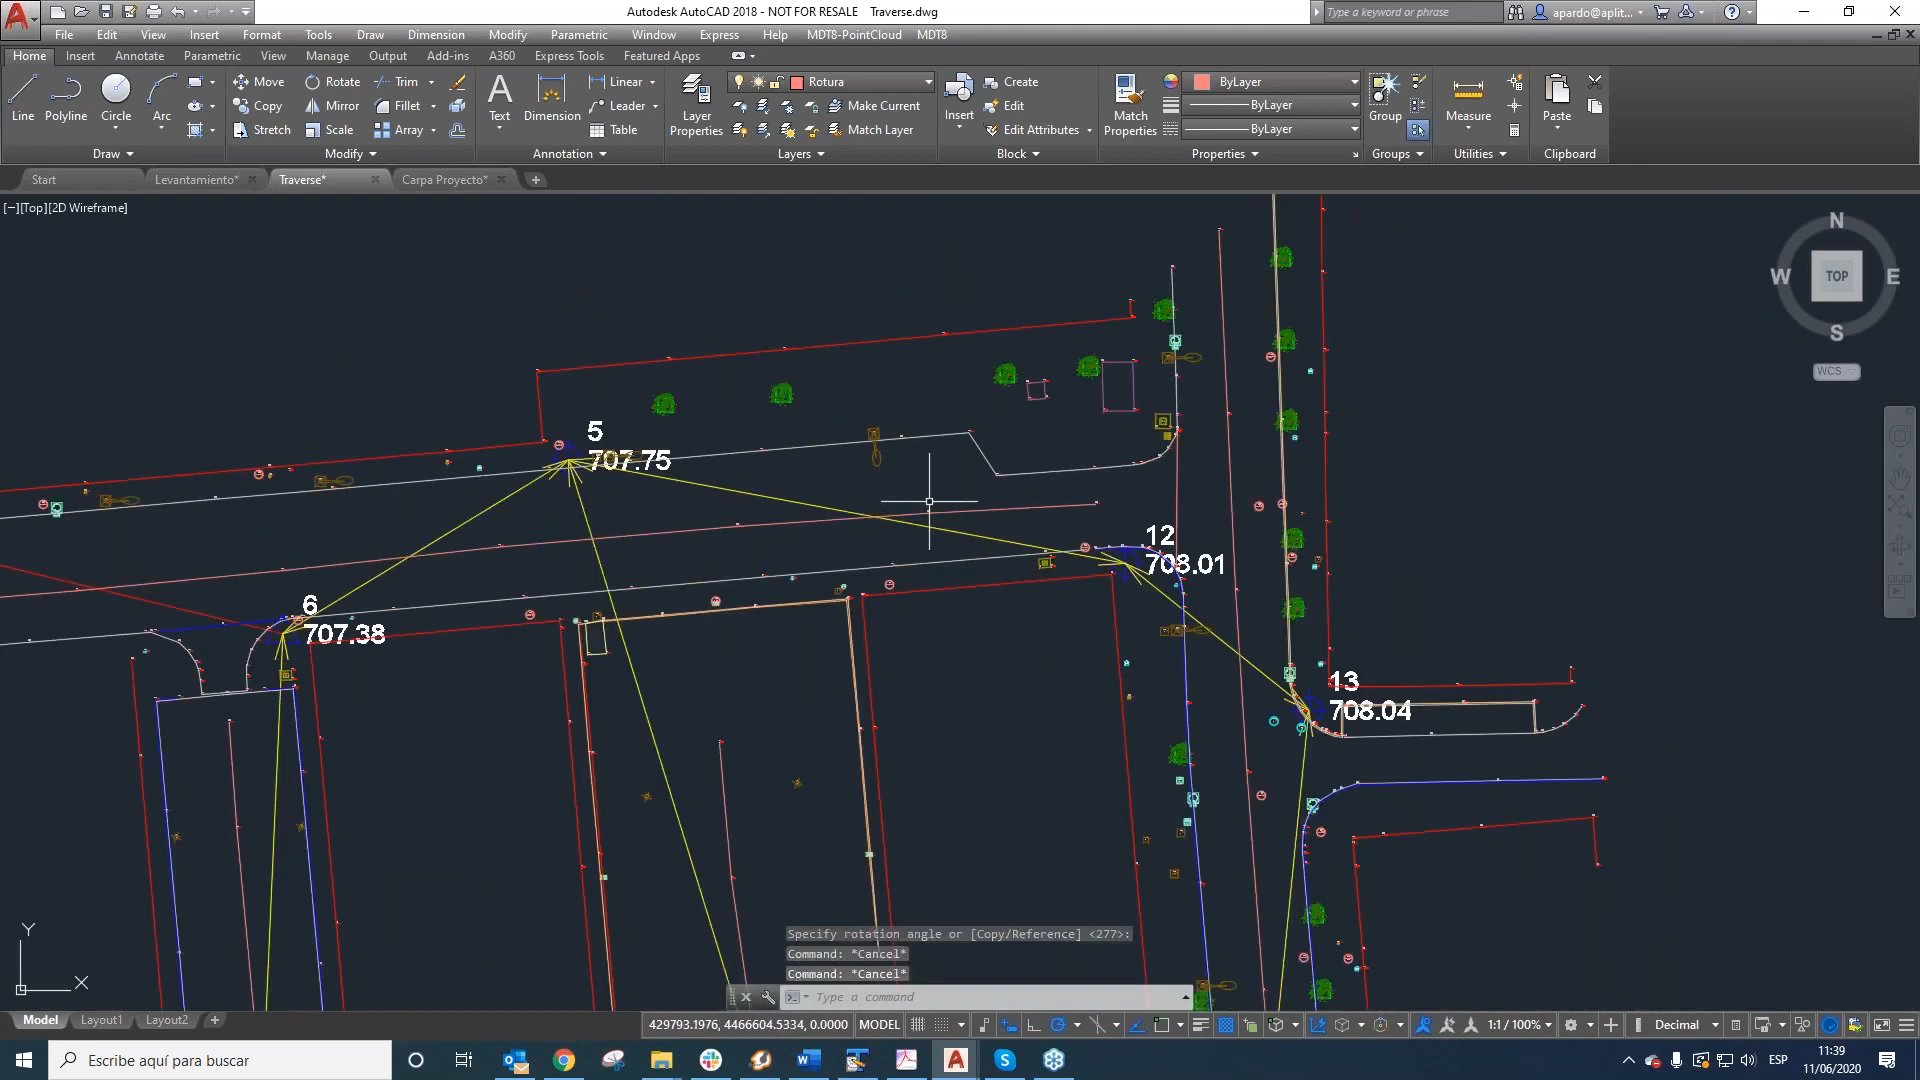 Autodesk AutoCAD 2018 - NOT FOR RESALE    Traverse.dwg
Type a keyword or phrase
apardo@aplit...
File Edit View Insert Format Tools Draw Dimension Modify Parametric Window Express Help MDT8-PointCloud MDT8
Home Insert Annotate Parametric View Manage Output Add-ins A360 Express Tools Featured Apps
Line
Polyline
Circle
Arc
Move
Copy
Stretch
Rotate
Mirror
Scale
Trim
Fillet
Array
Text
Dimension
Linear
Leader
Table
Layer
Properties
Rotura
Make Current
Match Layer
Insert
Create
Edit
Edit Attributes
Match
Properties
ByLayer
ByLayer
ByLayer
Group
Measure
Paste
Draw
Modify
Annotation
Layers
Block
Properties
Groups
Utilities
Clipboard
Start
Levantamiento*
Traverse*
Carpa Proyecto*
[−][Top][2D Wireframe]
N
W
TOP
E
S
WCS
5
707.75
12
708.01
6
707.38
13
708.04
Y
X
Specify rotation angle or [Copy/Reference] <277>:
Command: *Cancel*
Command: *Cancel*
Type a command
Model
Layout1
Layout2
429793.1976, 4466604.5334, 0.0000
MODEL
1:1 / 100%
Decimal
Escribe aquí para buscar
ESP
11:39
11/06/2020